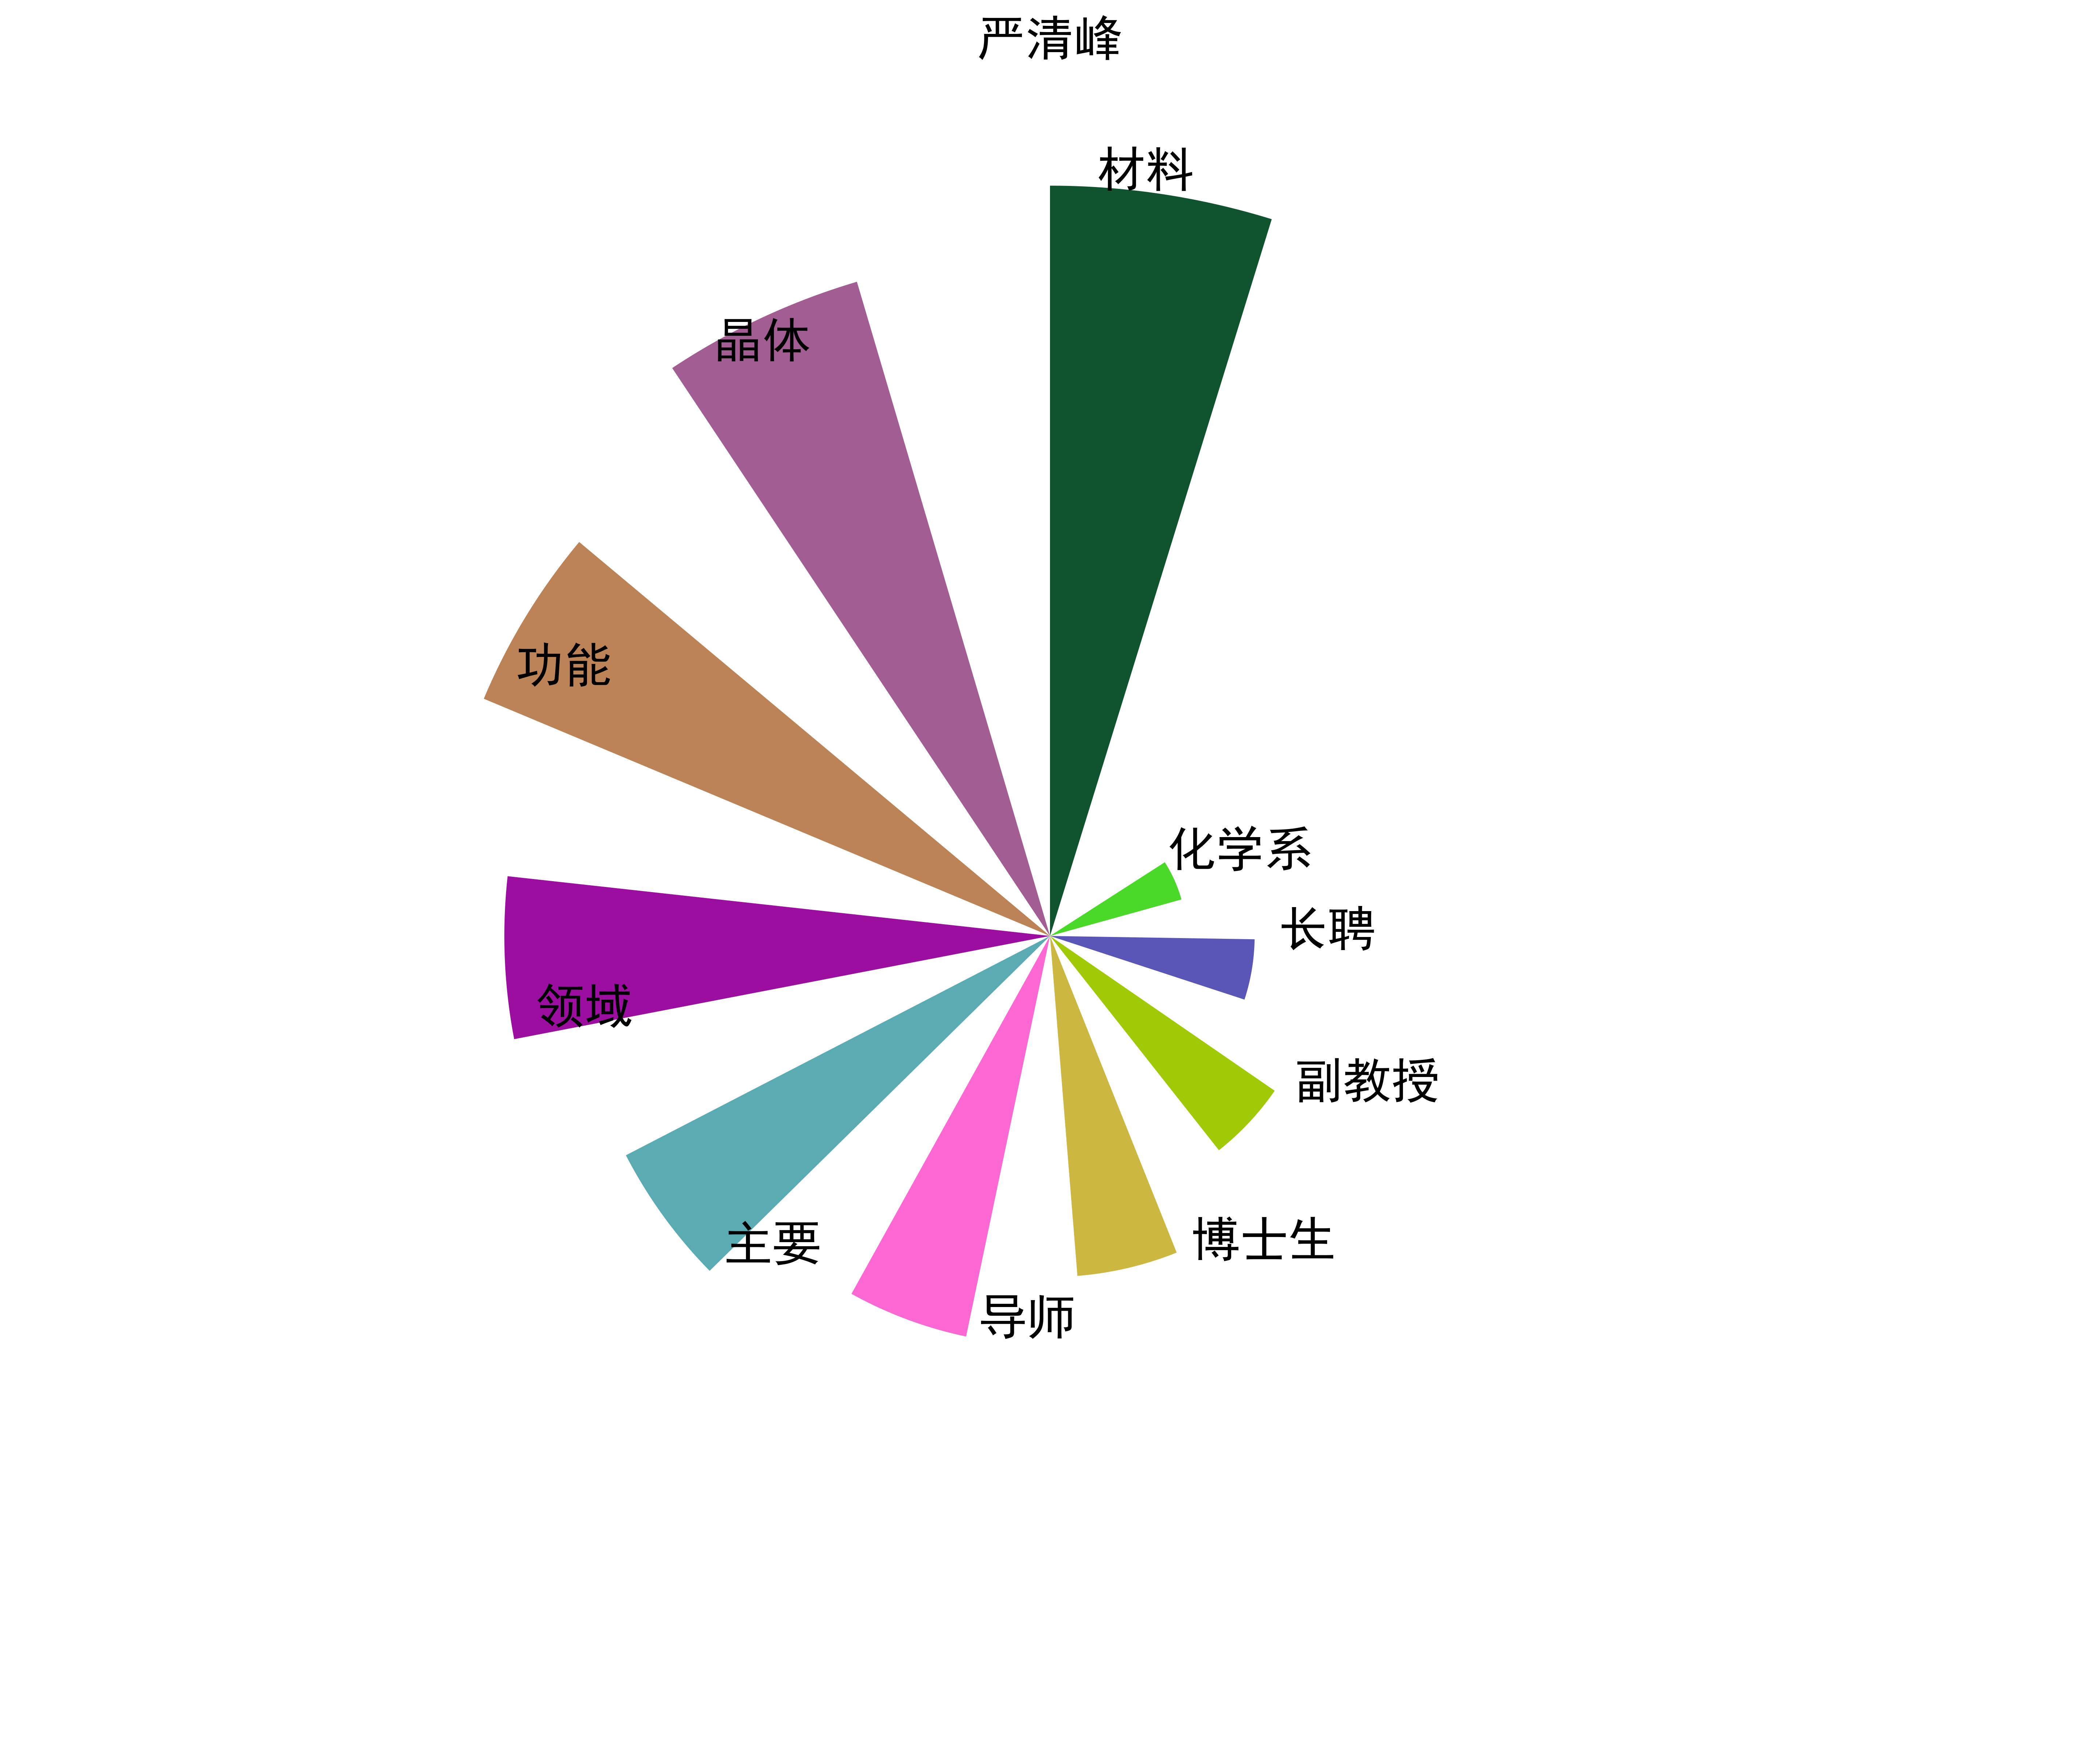 严清峰
材料
晶体
功能
化学系
长聘
领域
副教授
博士生
主要
导师